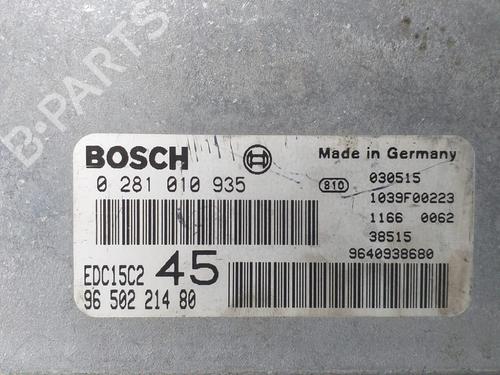 B-PARTS
BOSCH
Made in Germany
0 281 010 935
810
030515
1039F00223
1166 0062
38515
9640938680
EDC15C2 45
96 502 214 80